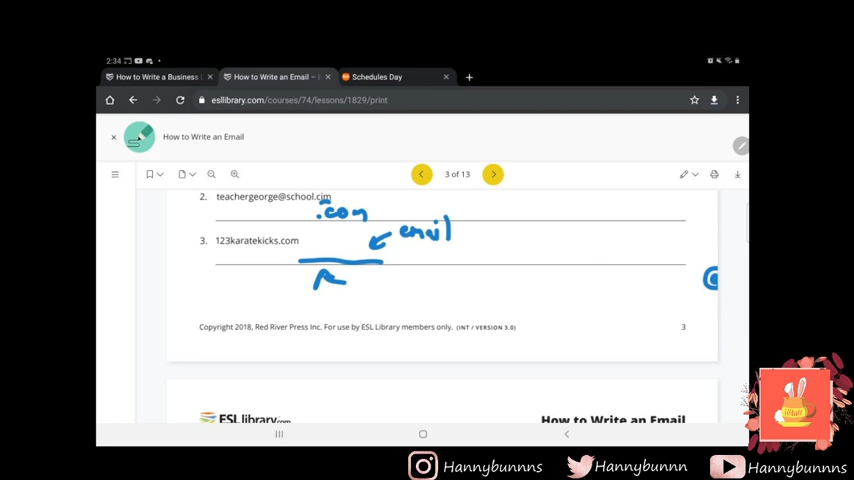 2:34
How to Write a Business
How to Write an Email –
Schedules Day
esllibrary.com/courses/74/lessons/1829/print
How to Write an Email
3 of 13
2. teachergeorge@school.cim
.com
email
3. 123karatekicks.com
Copyright 2018, Red River Press Inc. For use by ESL Library members only. (INT / VERSION 3.0)
3
ESL library.com
How to Write an Email
Hannybunnns
Hannybunnn
Hannybunnns